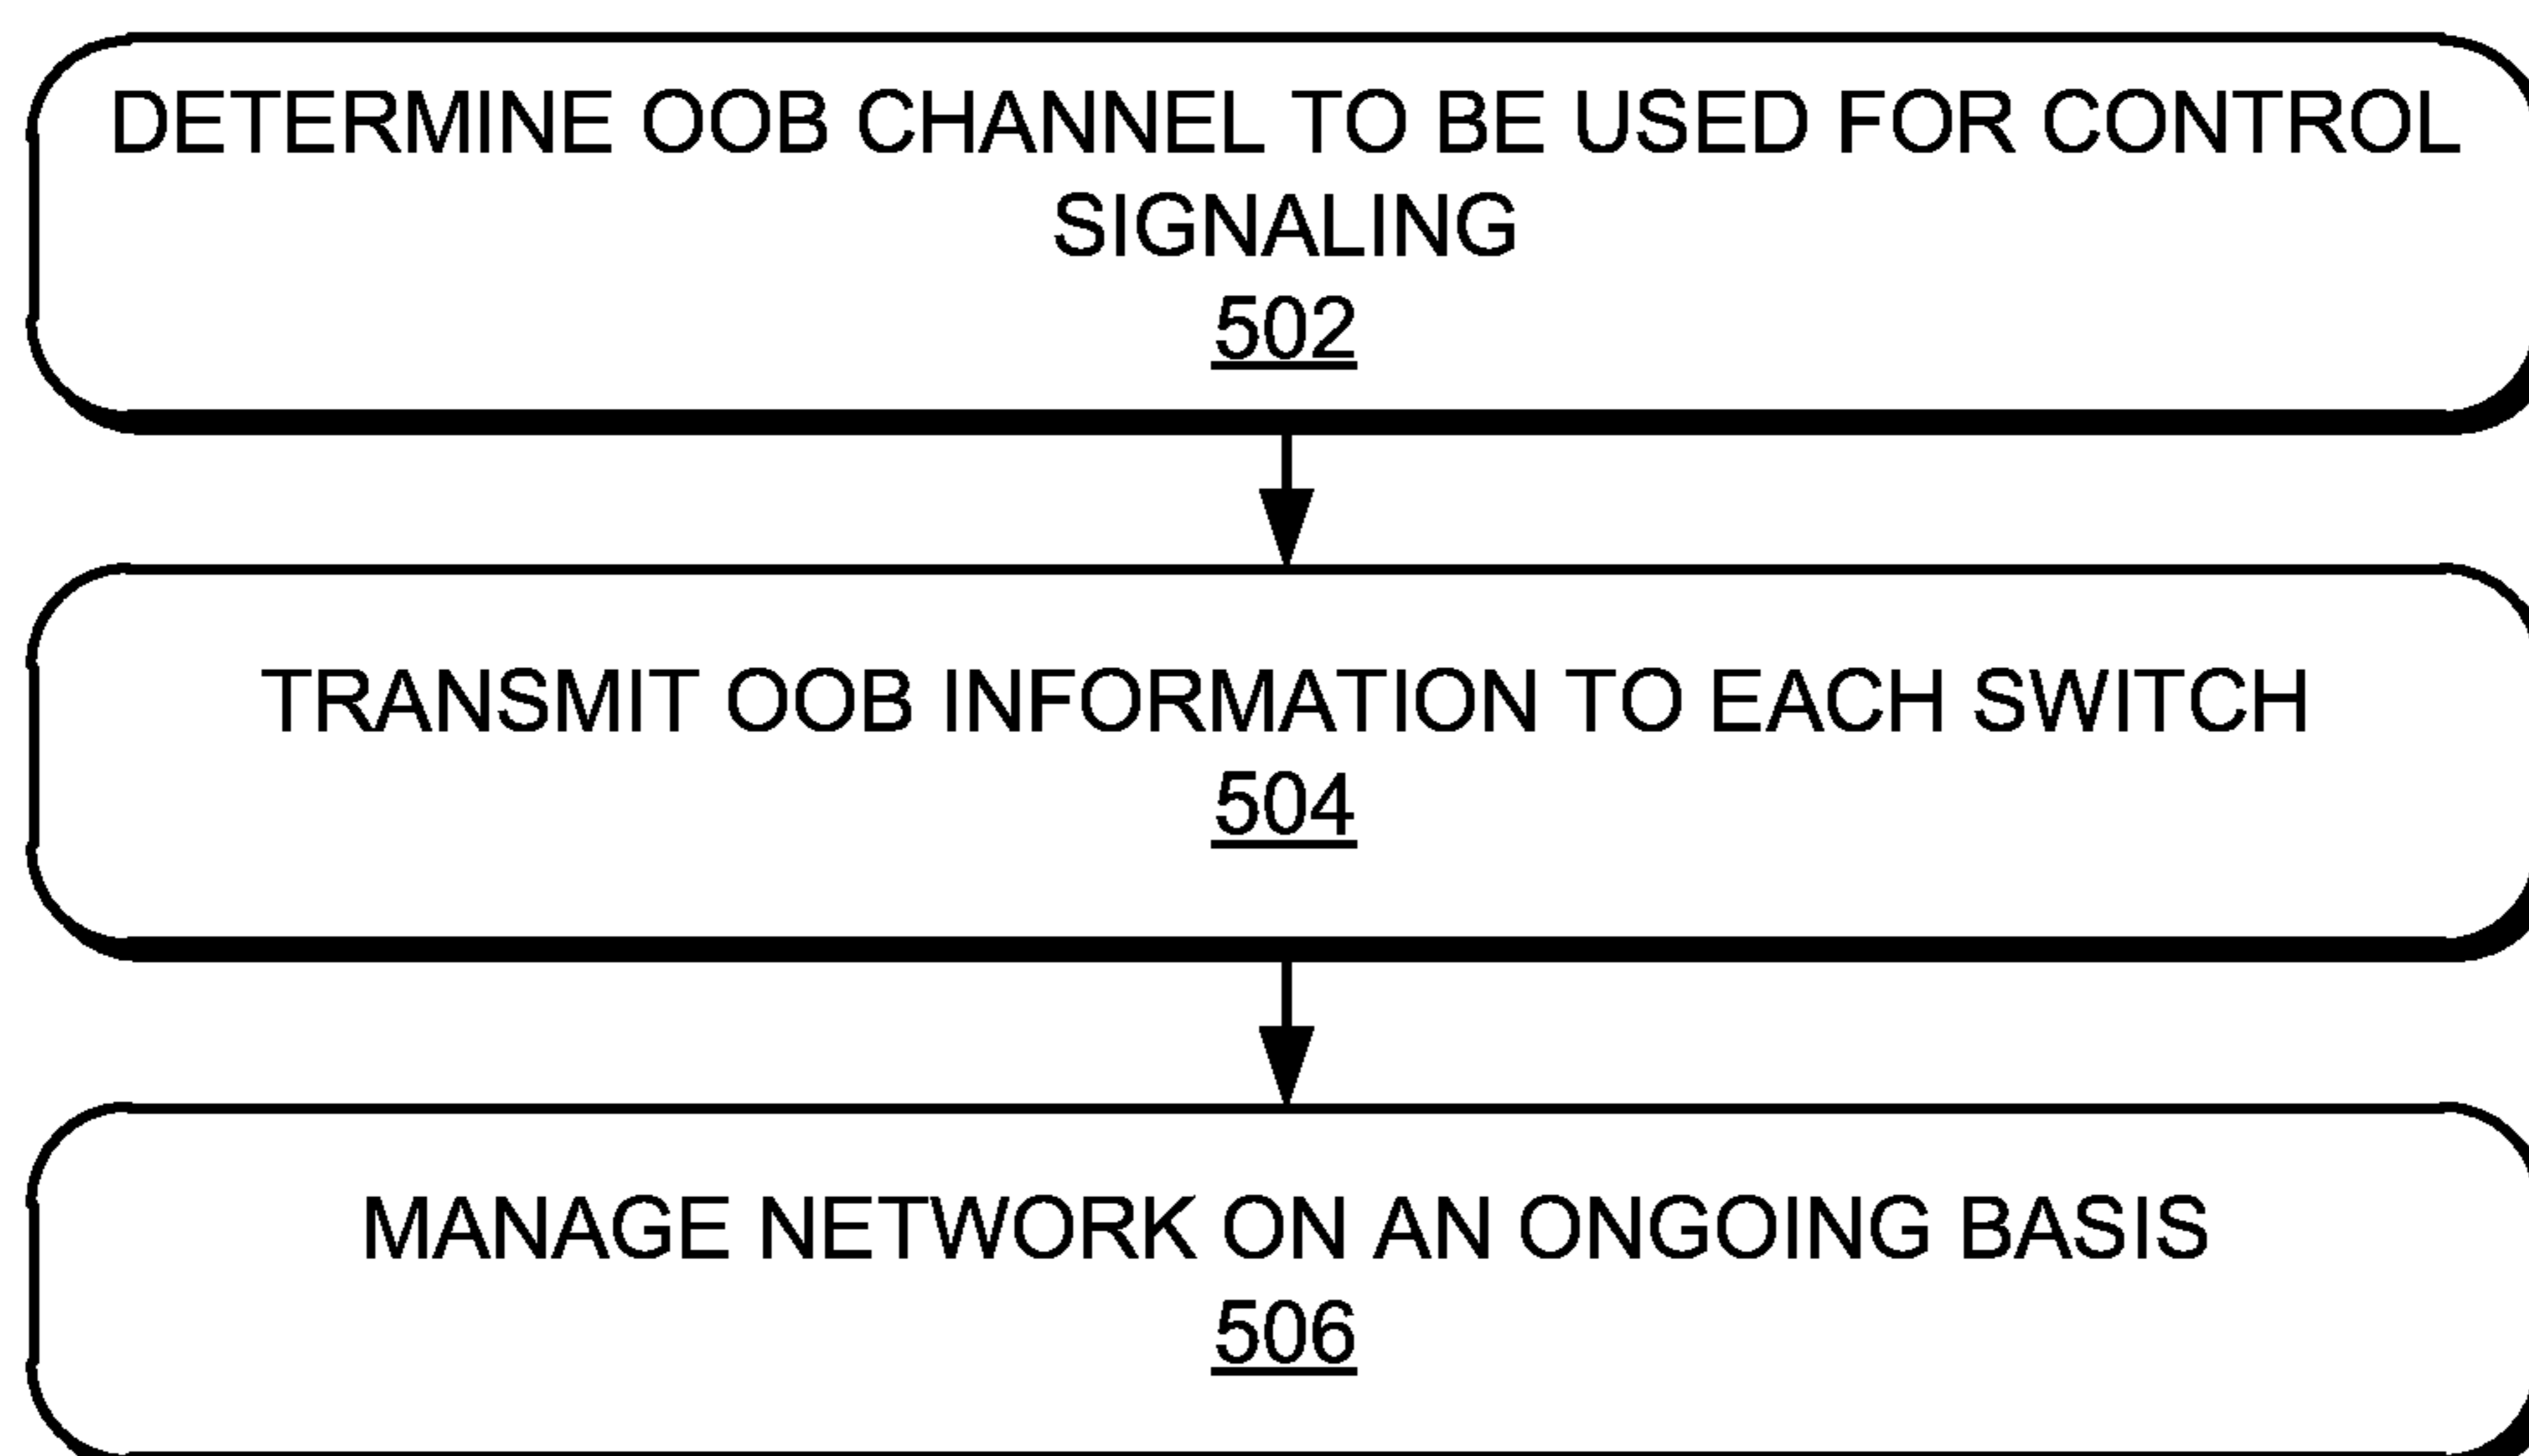 DETERMINE OOB CHANNEL TO BE USED FOR CONTROL
SIGNALING
502
TRANSMIT OOB INFORMATION TO EACH SWITCH
504
MANAGE NETWORK ON AN ONGOING BASIS
506